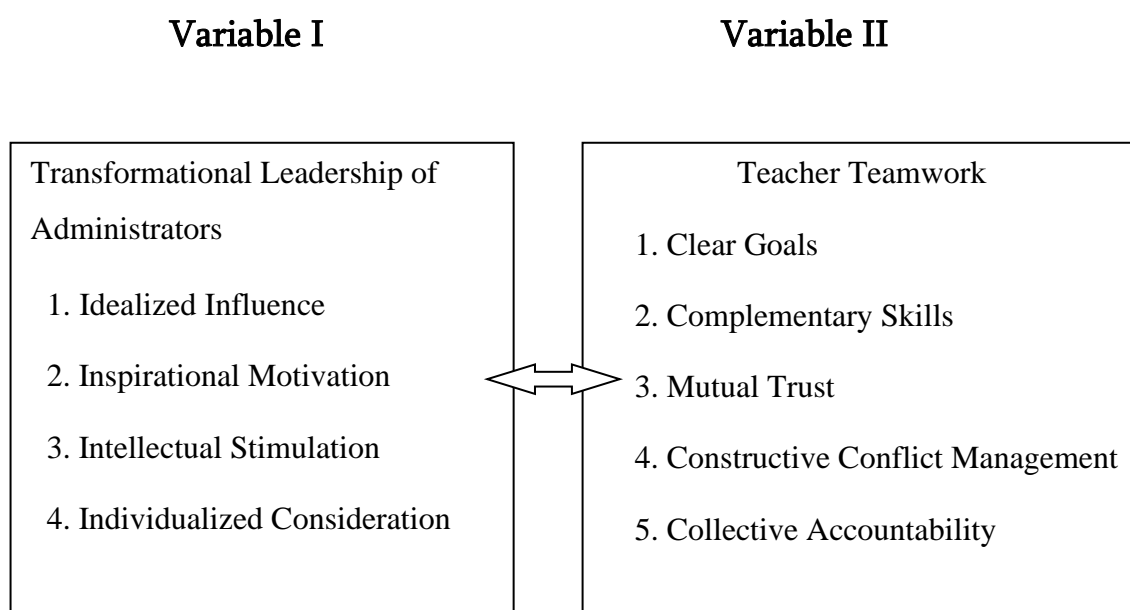 Variable I
Variable II
Transformational Leadership of
Administrators
1. Idealized Influence
2. Inspirational Motivation
3. Intellectual Stimulation
4. Individualized Consideration
Teacher Teamwork
1. Clear Goals
2. Complementary Skills
3. Mutual Trust
4. Constructive Conflict Management
5. Collective Accountability